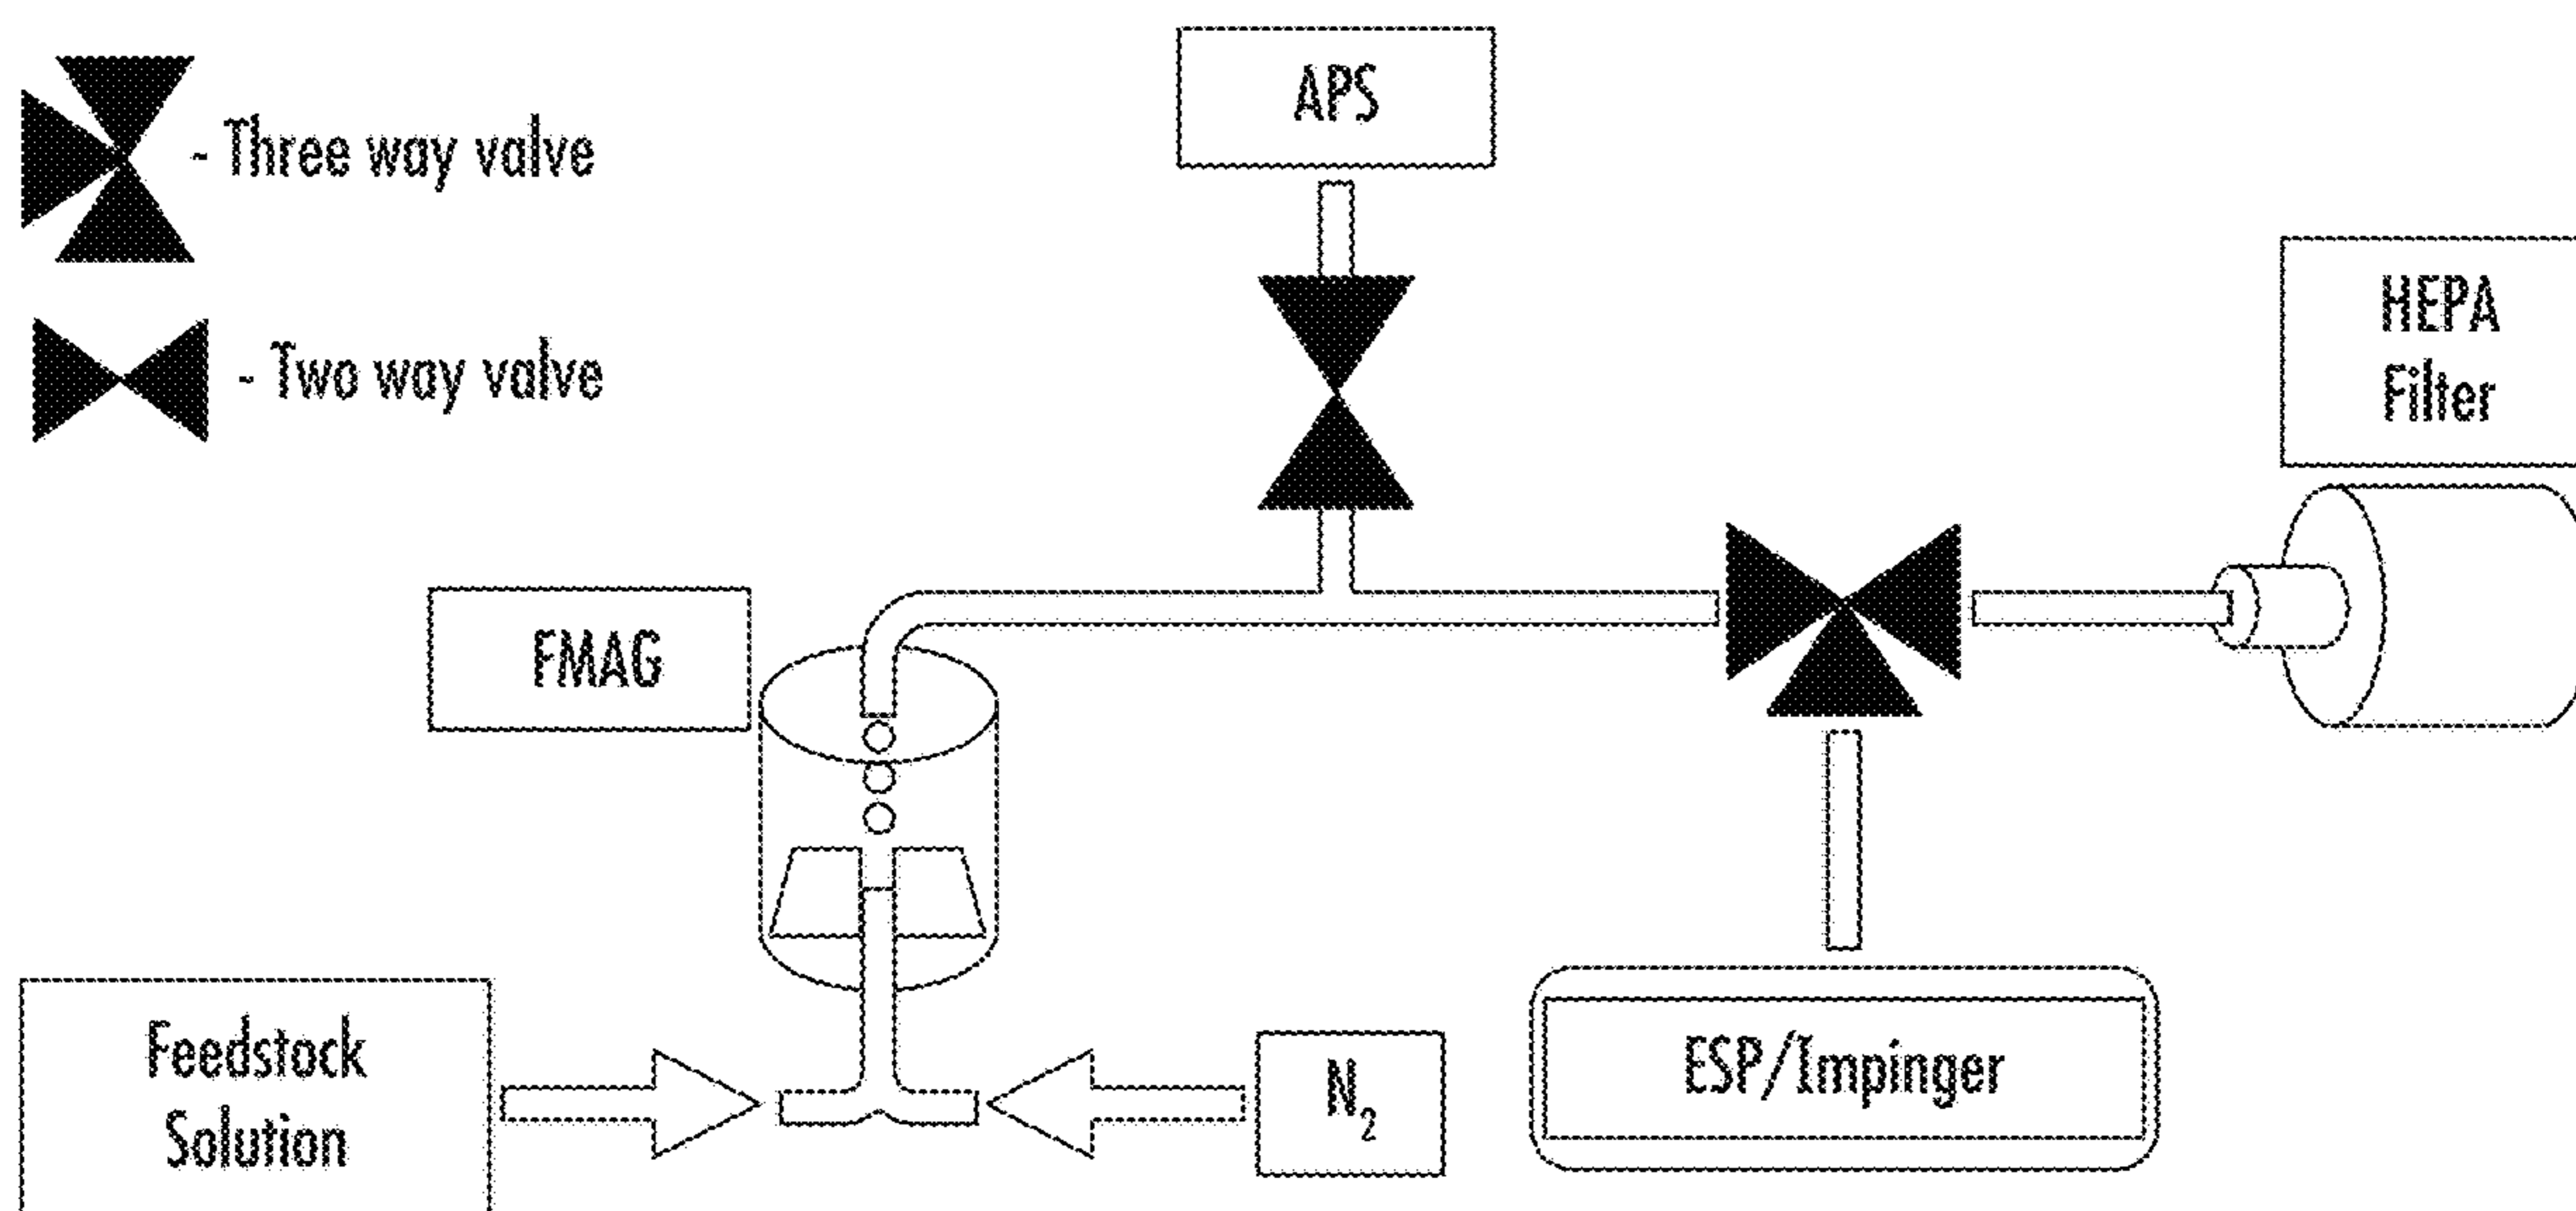 APS
- Three way valve
HEPA
Filter
- Two way valve
FMAG
Feedstock
Solution
N₂
ESP/Impinger